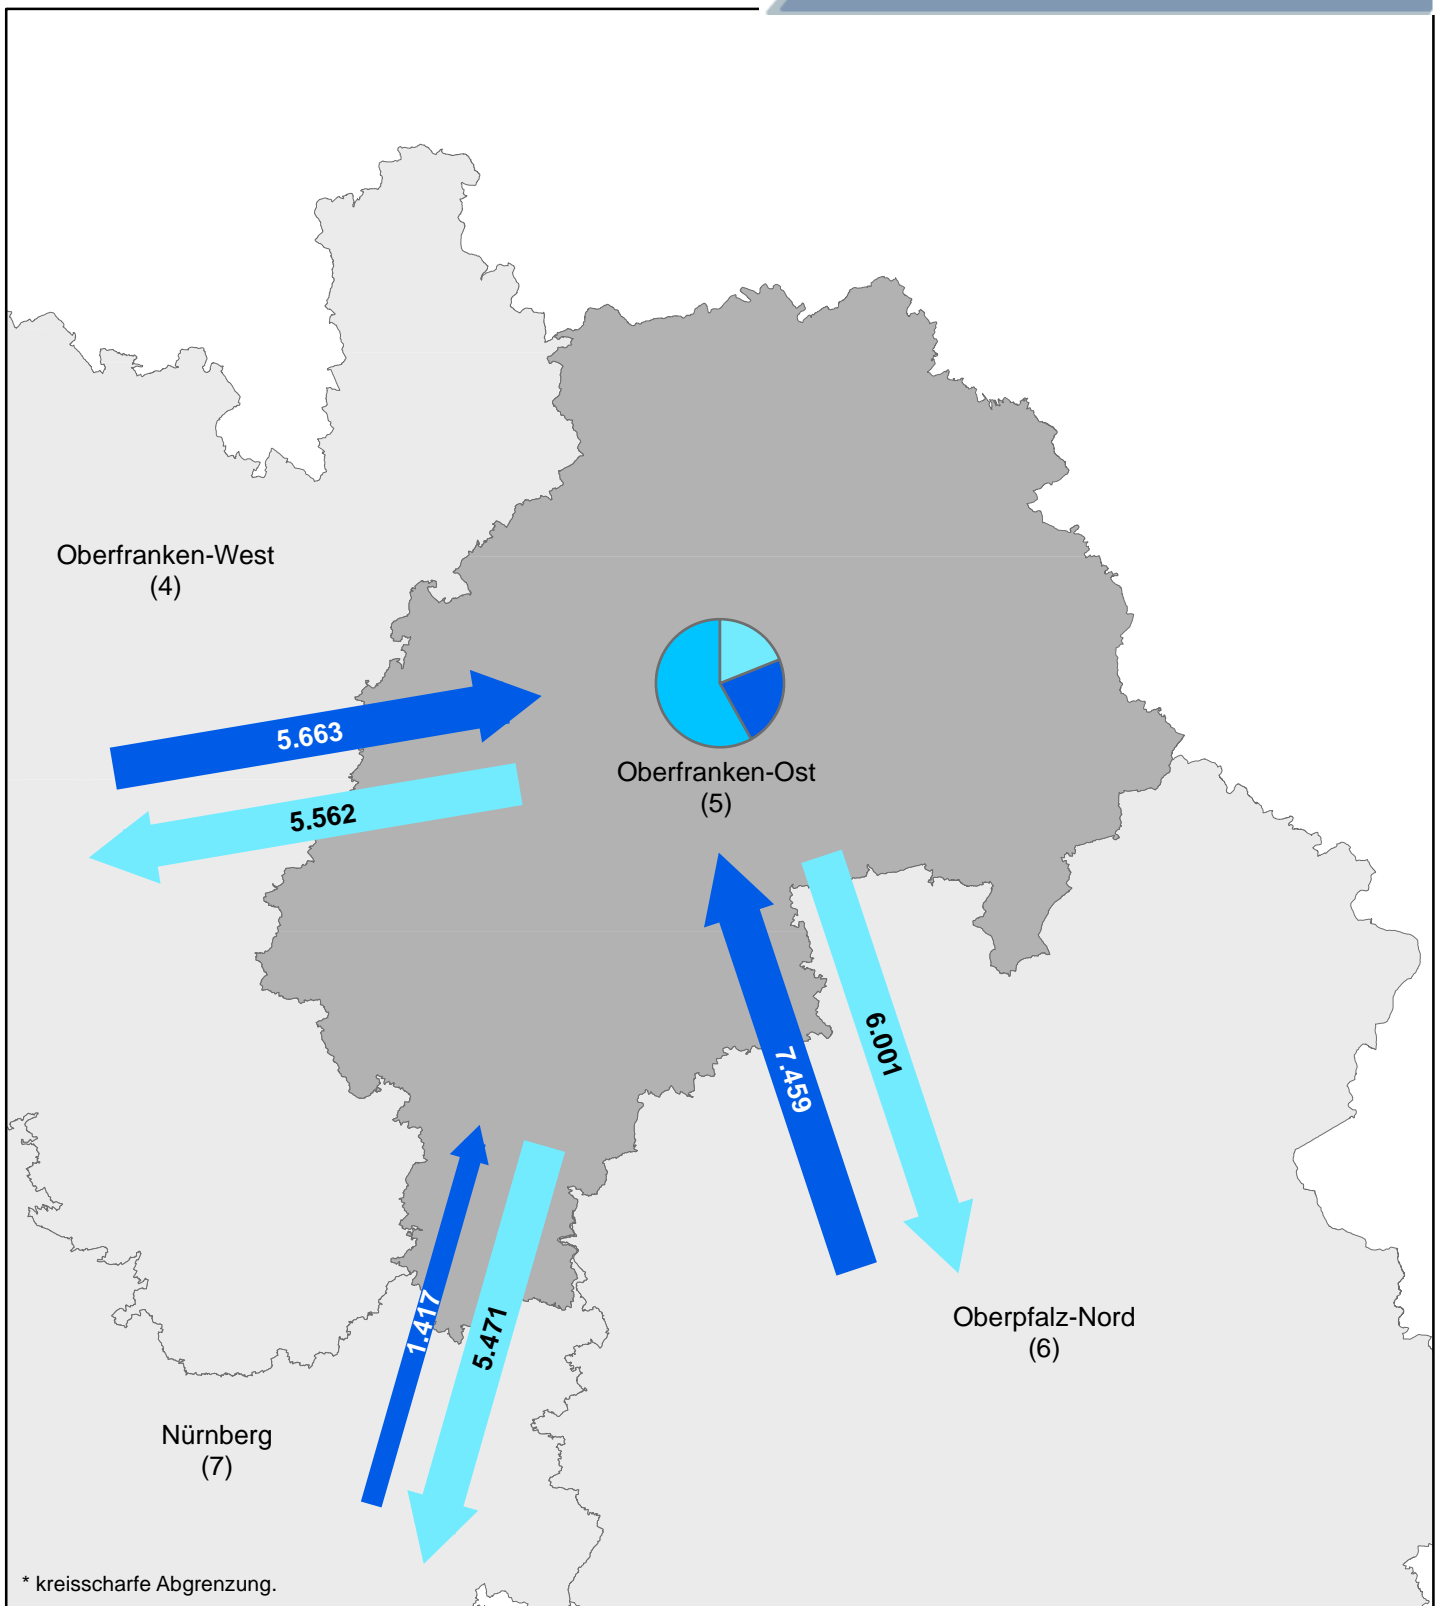 Oberfranken-West
(4)
5.663
5.562
Oberfranken-Ost
(5)
7.459
6.001
1.417
5.471
Oberpfalz-Nord
(6)
Nürnberg
(7)
* kreisscharfe Abgrenzung.